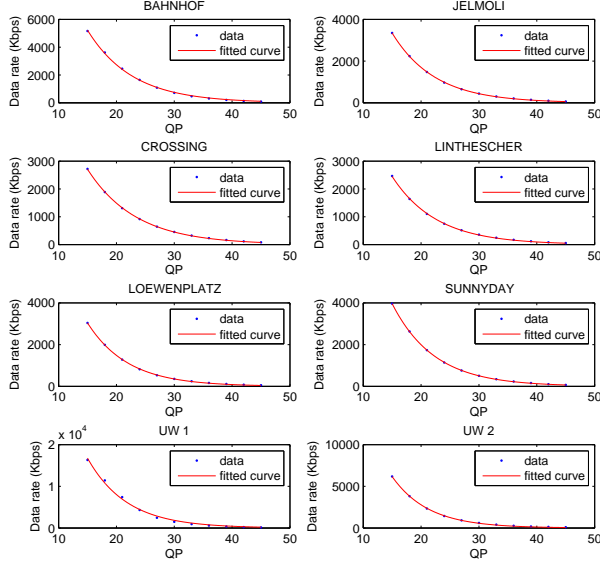 BAHNHOF
JELMOLI
Data rate (Kbps)
6000
4000
2000
0
data
fitted curve
10 20 30 40 50
QP
Data rate (Kbps)
4000
2000
0
data
fitted curve
10 20 30 40 50
QP
CROSSING
LINTHESCHER
Data rate (Kbps)
3000
2000
1000
0
data
fitted curve
10 20 30 40 50
QP
Data rate (Kbps)
3000
2000
1000
0
data
fitted curve
10 20 30 40 50
QP
LOEWENPLATZ
SUNNYDAY
Data rate (Kbps)
4000
2000
0
data
fitted curve
10 20 30 40 50
QP
Data rate (Kbps)
4000
2000
0
data
fitted curve
10 20 30 40 50
QP
UW 1
UW 2
x 10^4
Data rate (Kbps)
2
1
0
data
fitted curve
10 20 30 40 50
QP
Data rate (Kbps)
10000
5000
0
data
fitted curve
10 20 30 40 50
QP